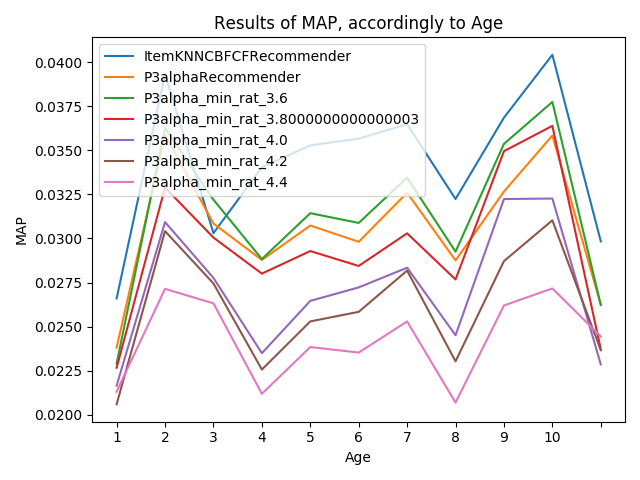 Results of MAP, accordingly to Age
ItemKNNCBFCFRecommender
P3alphaRecommender
P3alpha_min_rat_3.6
P3alpha_min_rat_3.8000000000000003
P3alpha_min_rat_4.0
P3alpha_min_rat_4.2
P3alpha_min_rat_4.4
MAP
0.0400
0.0375
0.0350
0.0325
0.0300
0.0275
0.0250
0.0225
0.0200
1 2 3 4 5 6 7 8 9 10
Age